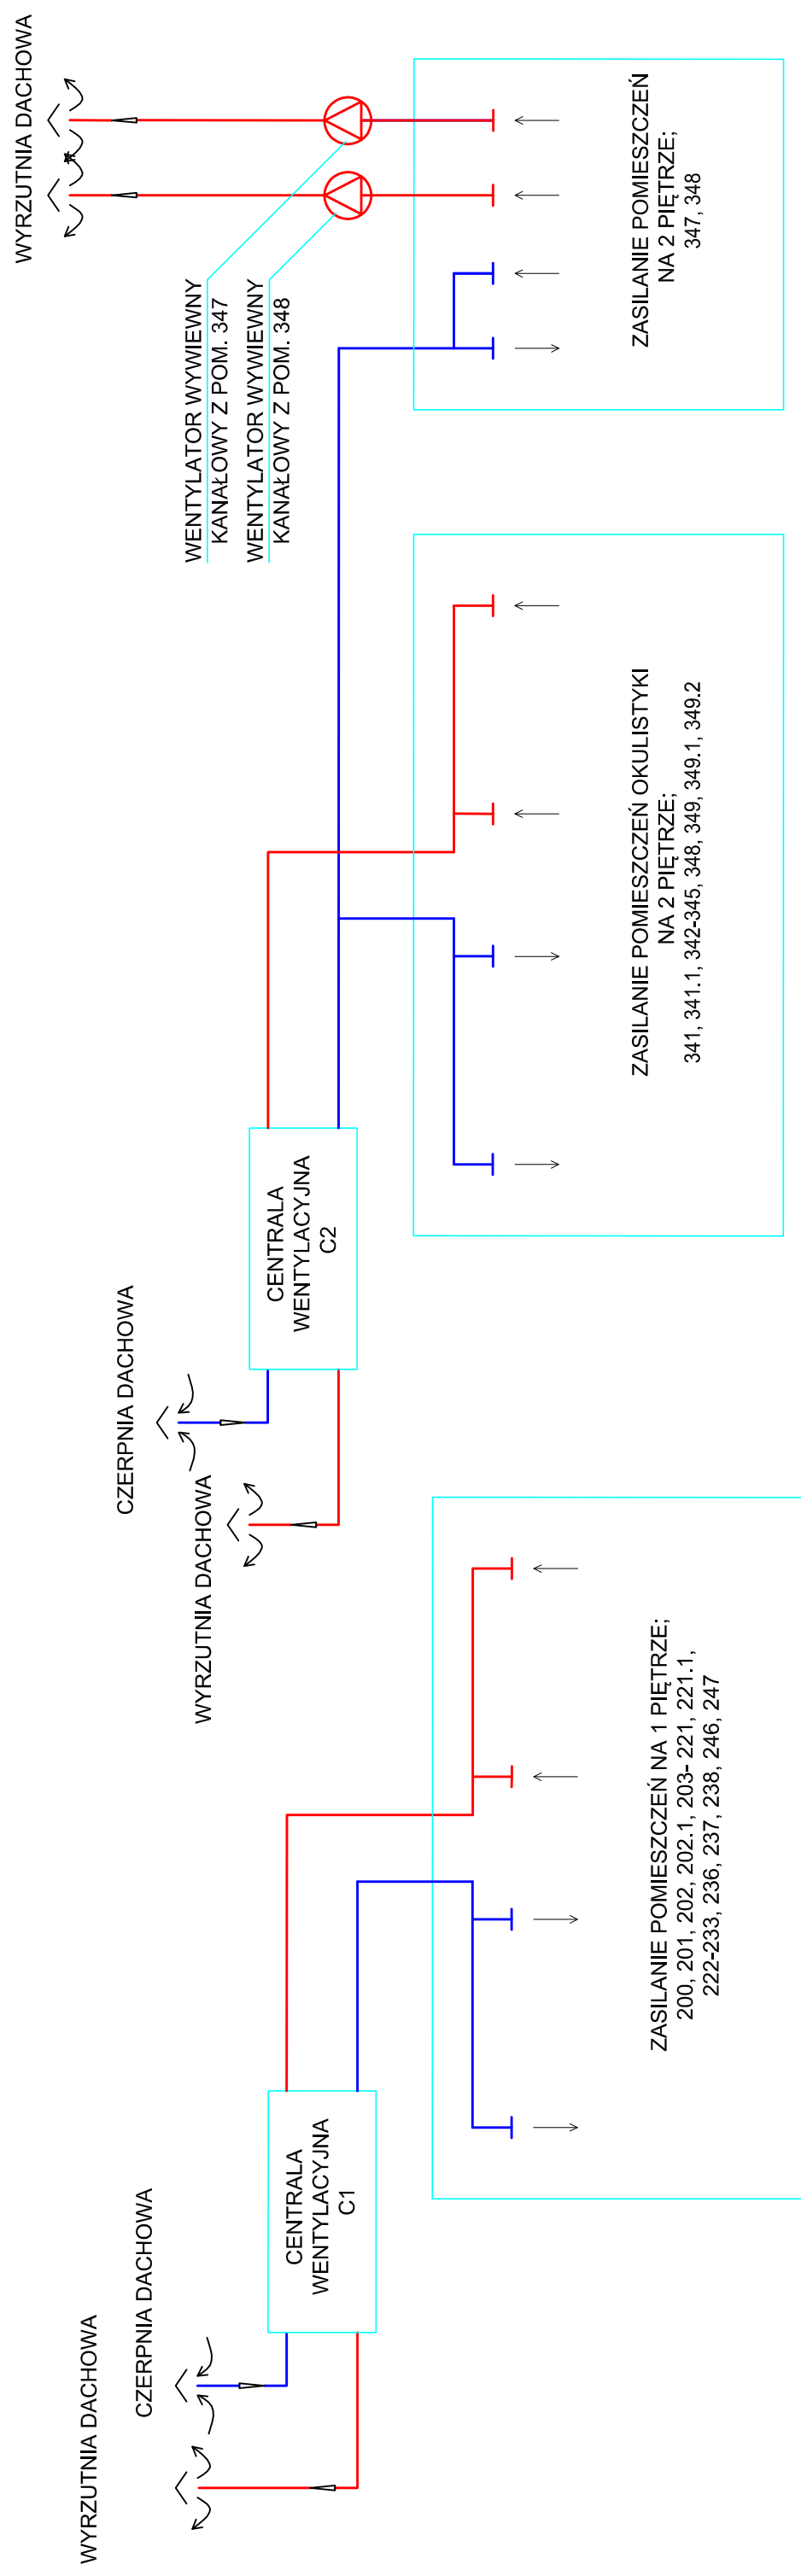 WYRZUTNIA DACHOWA
CZERPNIA DACHOWA
CENTRALA
WENTYLACYJNA
C1
ZASILANIE POMIESZCZEŃ NA 1 PIĘTRZE;
200, 201, 202, 202.1, 203- 221, 221.1,
222-233, 236, 237, 238, 246, 247
WYRZUTNIA DACHOWA
CZERPNIA DACHOWA
CENTRALA
WENTYLACYJNA
C2
ZASILANIE POMIESZCZEŃ OKULISTYKI
NA 2 PIĘTRZE;
341, 341.1, 342-345, 348, 349, 349.1, 349.2
WENTYLATOR WYWIEWNY
KANAŁOWY Z POM. 347
WENTYLATOR WYWIEWNY
KANAŁOWY Z POM. 348
WYRZUTNIA DACHOWA
ZASILANIE POMIESZCZEŃ
NA 2 PIĘTRZE;
347, 348